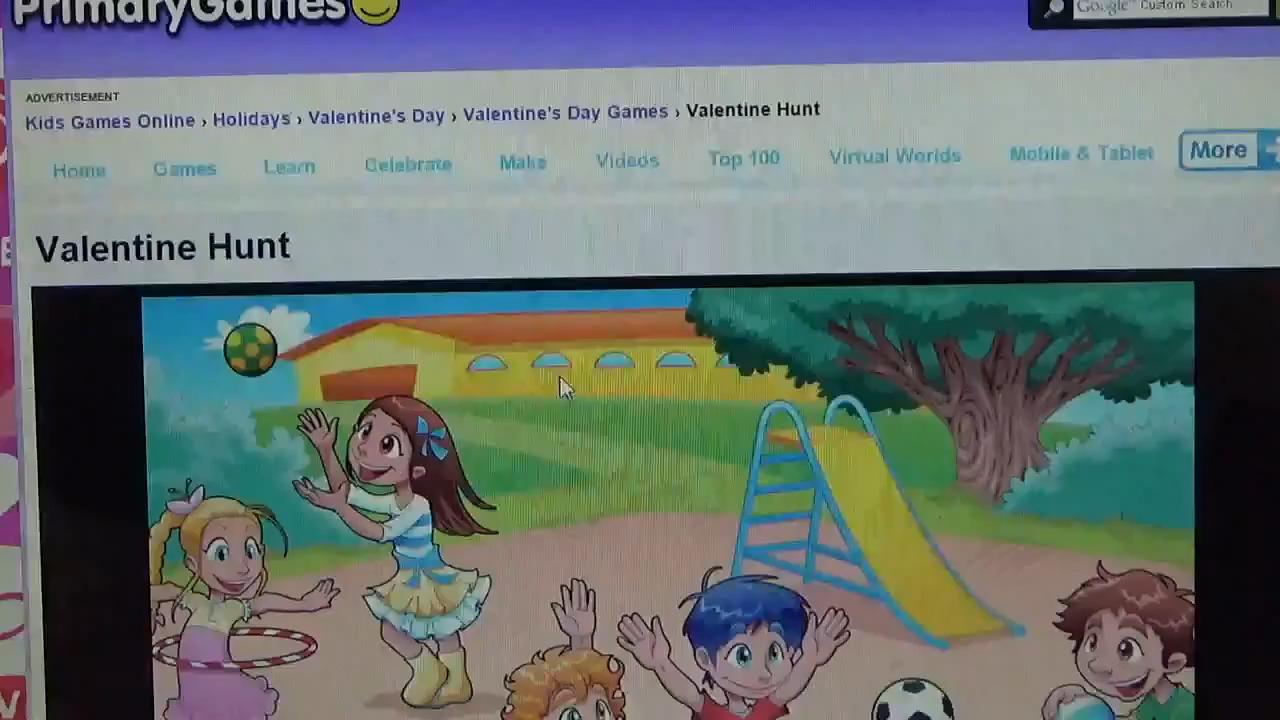 PrimaryGames
Google Custom Search
ADVERTISEMENT
Kids Games Online › Holidays › Valentine's Day › Valentine's Day Games › Valentine Hunt
Home Games Learn Celebrate Make Videos Top 100 Virtual Worlds Mobile & Tablet More +
Valentine Hunt